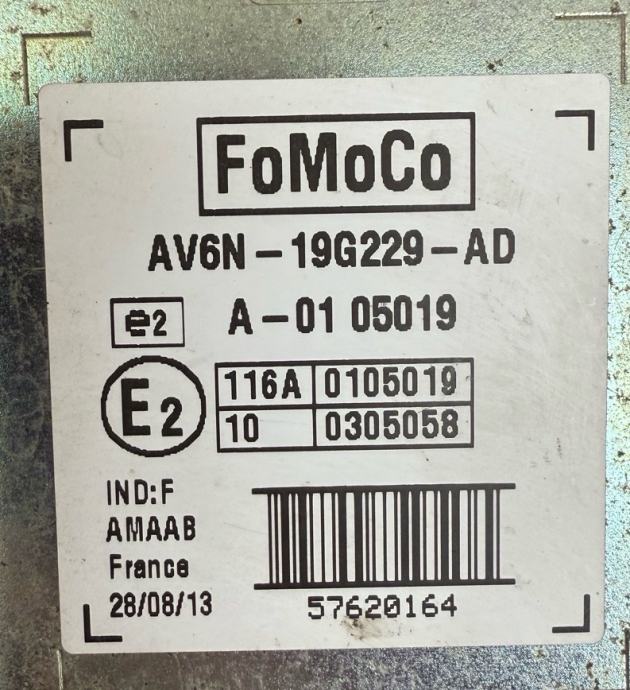 FoMoCo
AV6N-19G229-AD
e2 A-01 05019
E2 116A 0105019
10 0305058
IND:F
AMAAB
France
28/08/13
57620164